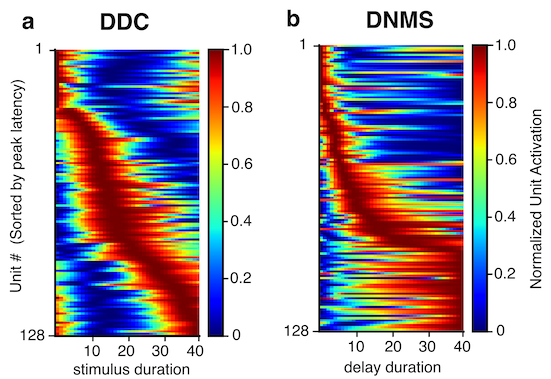 a DDC
b DNMS
Unit # (Sorted by peak latency)
1
128
10 20 30 40
stimulus duration
1.0
0.8
0.6
0.4
0.2
0
1
128
10 20 30 40
delay duration
1.0
0.8
0.6
0.4
0.2
0
Normalized Unit Activation